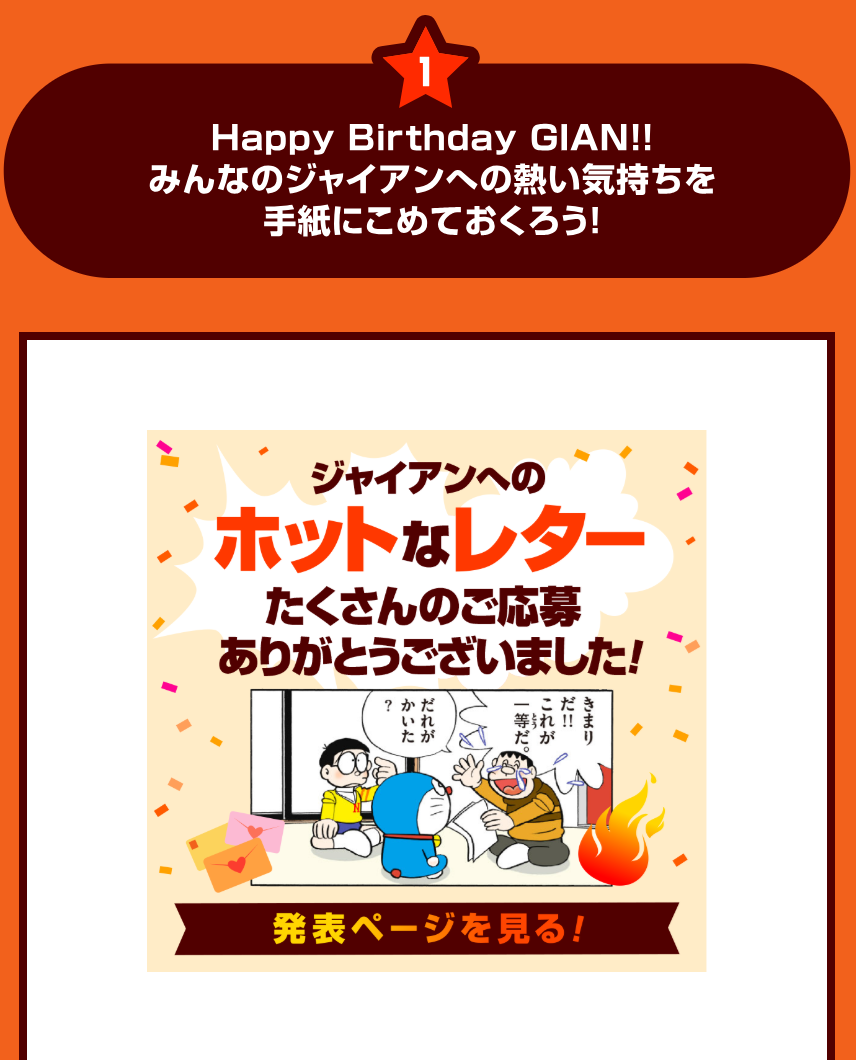 1
Happy Birthday GIAN!!
みんなのジャイアンへの熱い気持ちを
手紙にこめておくろう!
ジャイアンへの
ホットなレター
たくさんのご応募
ありがとうございました!
きまり
だ!!
これが
一等だ。
とう
だれが
かいた
?
N
発表ページを見る!